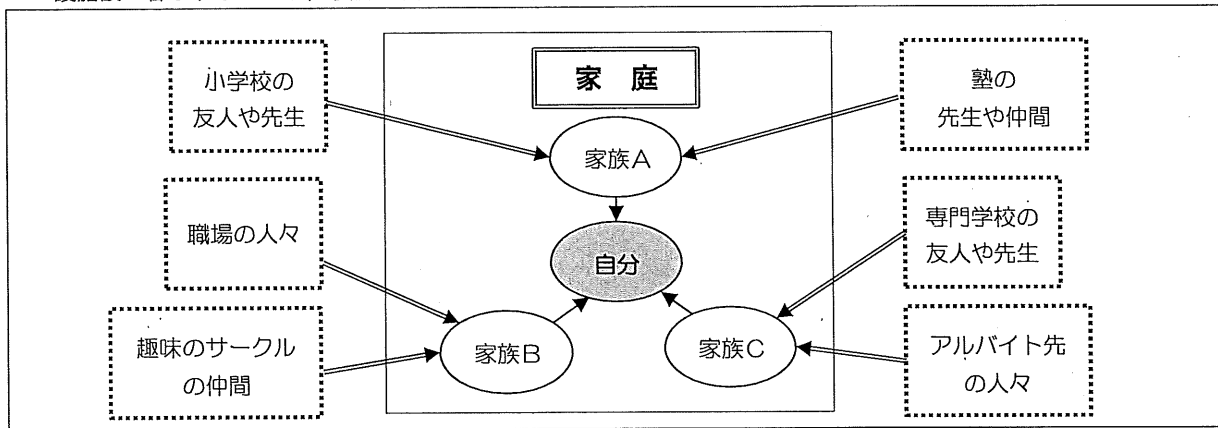 家 庭
小学校の
友人や先生
塾の
先生や仲間
家族A
職場の人々
専門学校の
友人や先生
自分
趣味のサークル
の仲間
家族B
家族C
アルバイト先
の人々